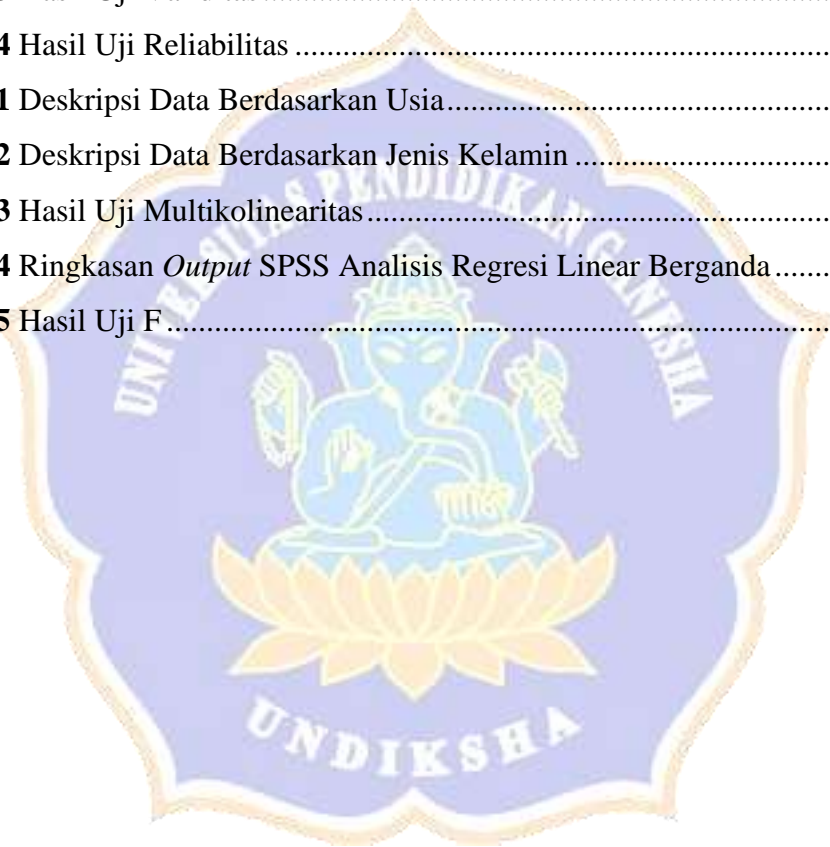 4 Hasil Uji Reliabilitas ........................................................
1 Deskripsi Data Berdasarkan Usia........................................
2 Deskripsi Data Berdasarkan Jenis Kelamin ...........................
3 Hasil Uji Multikolinearitas.................................................
4 Ringkasan Output SPSS Analisis Regresi Linear Berganda.......
5 Hasil Uji F........................................................................
UNIVERSITAS PENDIDIKAN GANESHA
UNDIKSHA